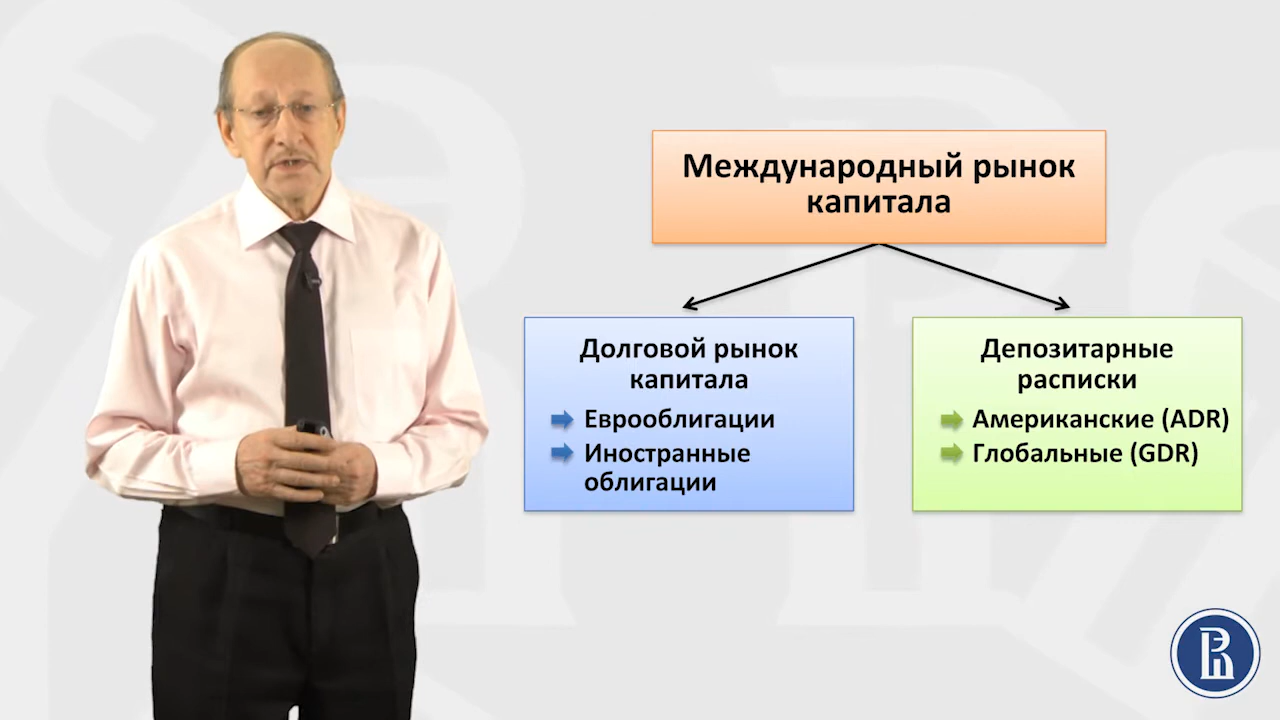 Международный рынок
капитала
Долговой рынок
капитала
Еврооблигации
Иностранные
облигации
Депозитарные
расписки
Американские (ADR)
Глобальные (GDR)